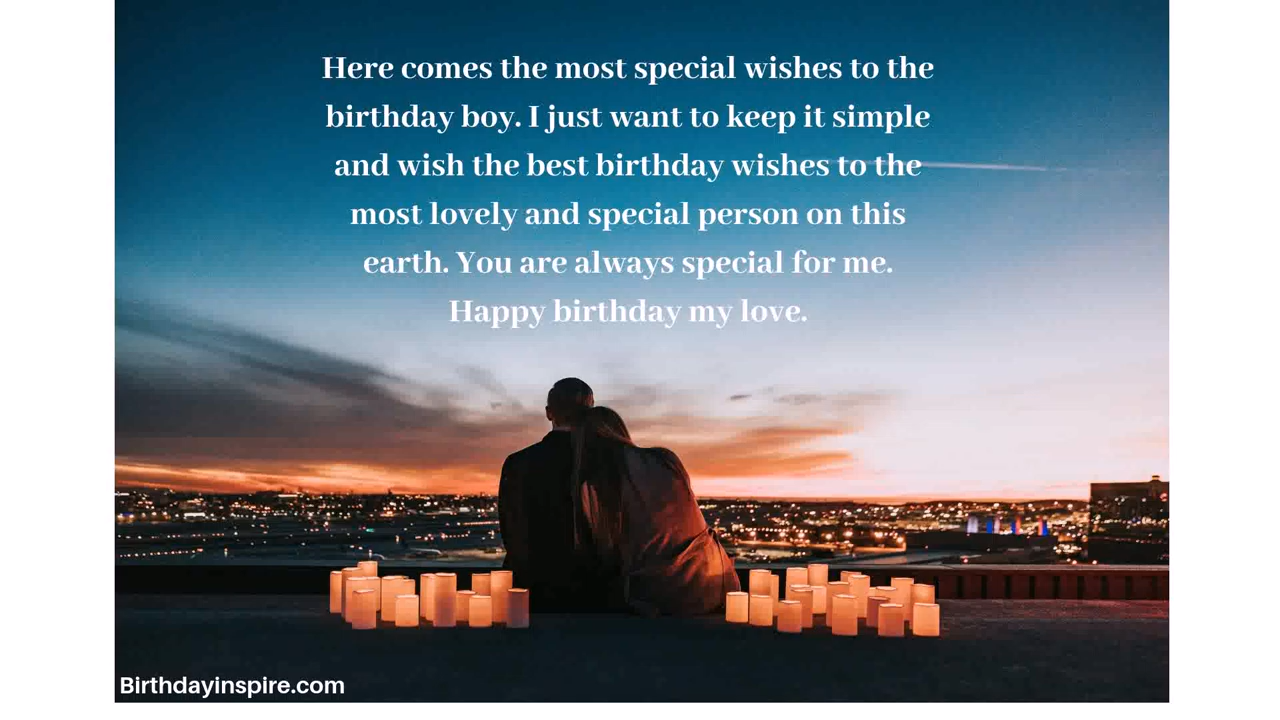 Here comes the most special wishes to the
birthday boy. I just want to keep it simple
and wish the best birthday wishes to the
most lovely and special person on this
earth. You are always special for me.
Happy birthday my love.
Birthdayinspire.com